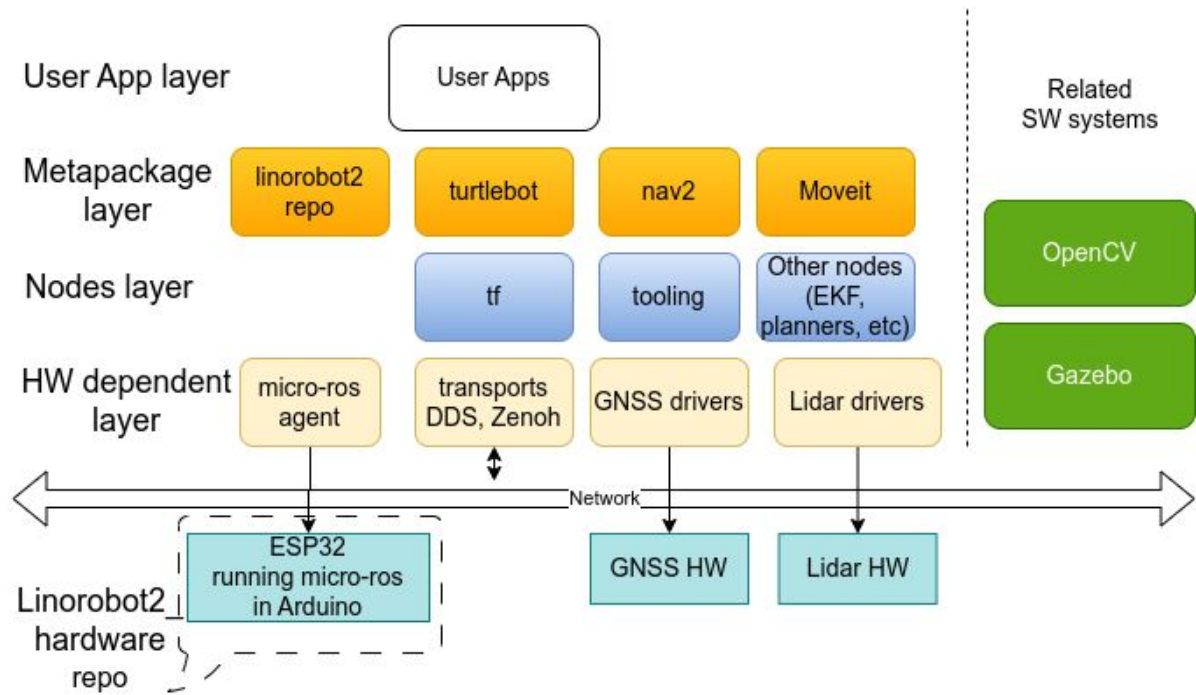 User App layer
User Apps
Related
SW systems
Metapackage
layer
linorobot2
repo
turtlebot
nav2
Moveit
OpenCV
Nodes layer
tf
tooling
Other nodes
(EKF,
planners, etc)
Gazebo
HW dependent
layer
micro-ros
agent
transports
DDS, Zenoh
GNSS drivers
Lidar drivers
Network
ESP32
running micro-ros
in Arduino
GNSS HW
Lidar HW
Linorobot2
hardware
repo